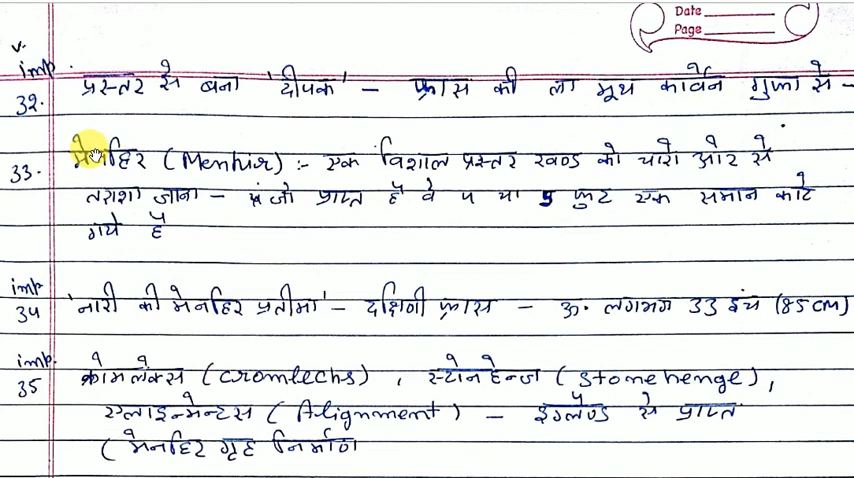 Date
Page
v. imp.
32. प्रस्तर से बना 'दीपक' – फ्रांस की ला मूथ कार्वेन गुफा से –
33. मेनहिर (Menhir) :- एक विशाल प्रस्तर खण्ड को चारो ओर से
तराशा जाना – जो प्राप्त है वे 4 या 5 फुट एक समान काटे
गये है
imp
34 'नारी की मेनहिर प्रतीमा' – दक्षिणी फ्रांस – ऊ. लगभग 33 इंच (85 CM)
imp.
35 क्रोमलेक्स (cromlechs), स्टोनहेन्ज (Stonehenge),
एलाइन्मेन्टस (Alignment) – इंग्लैण्ड से प्राप्त
(मेनहिर गृह निर्माण